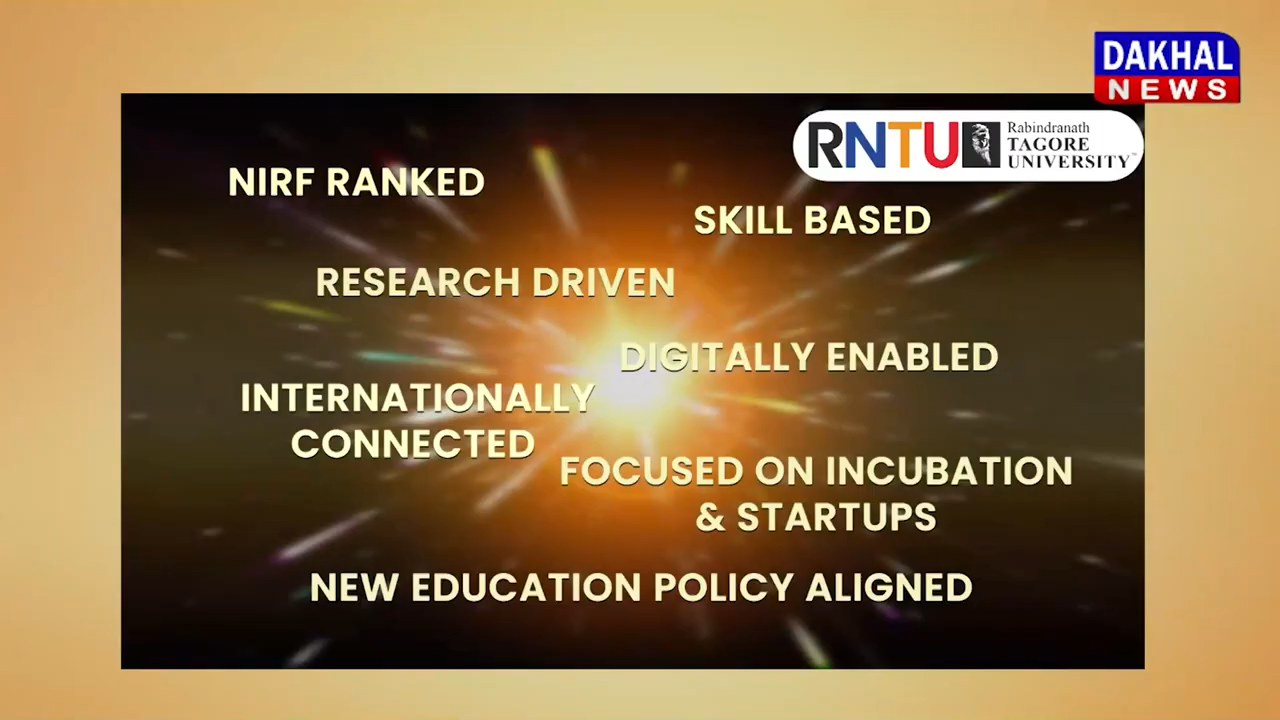 DAKHAL
NEWS
RNTU
Rabindranath
TAGORE
UNIVERSITY™
NIRF RANKED
SKILL BASED
RESEARCH DRIVEN
DIGITALLY ENABLED
INTERNATIONALLY
CONNECTED
FOCUSED ON INCUBATION
& STARTUPS
NEW EDUCATION POLICY ALIGNED